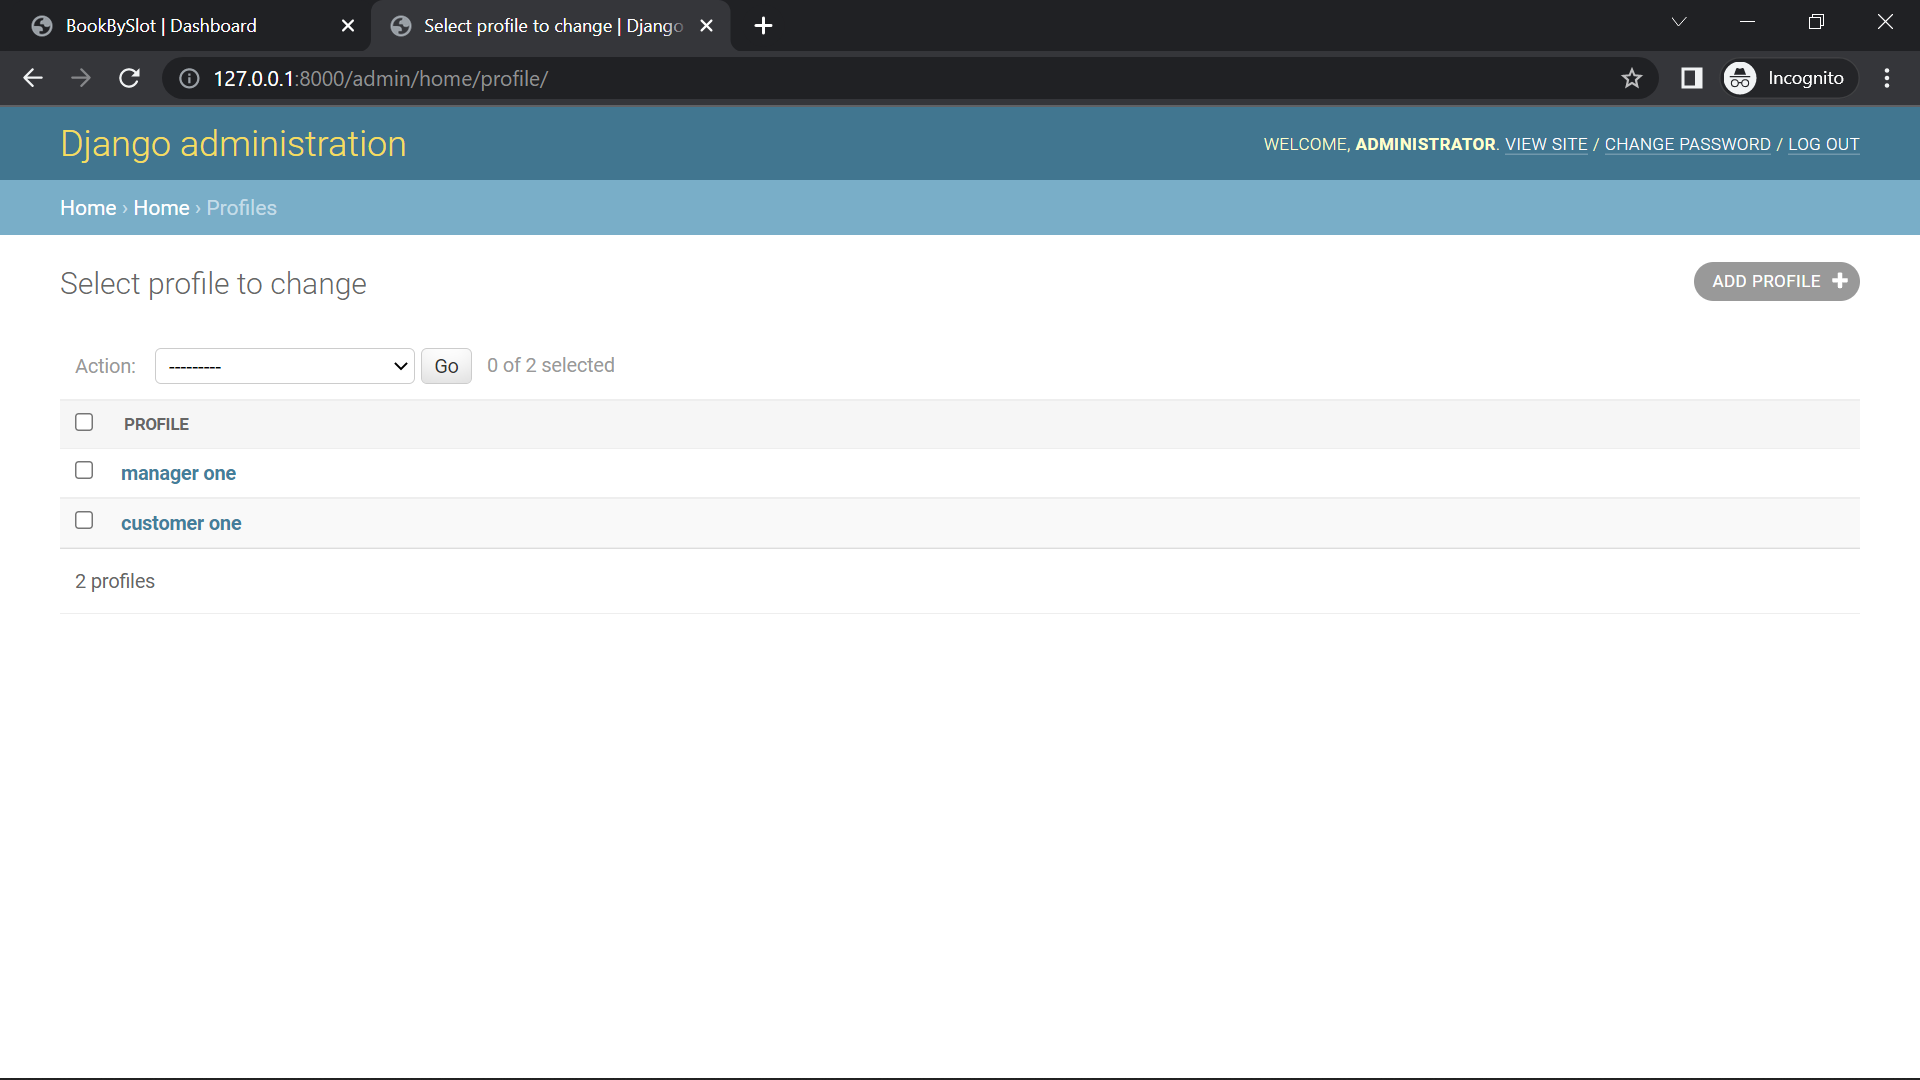 BookBySlot | Dashboard
Select profile to change | Django
127.0.0.1:8000/admin/home/profile/
Incognito
Django administration
WELCOME, ADMINISTRATOR. VIEW SITE / CHANGE PASSWORD / LOG OUT
Home › Home › Profiles
Select profile to change
ADD PROFILE
Action: --------- Go 0 of 2 selected
PROFILE
manager one
customer one
2 profiles